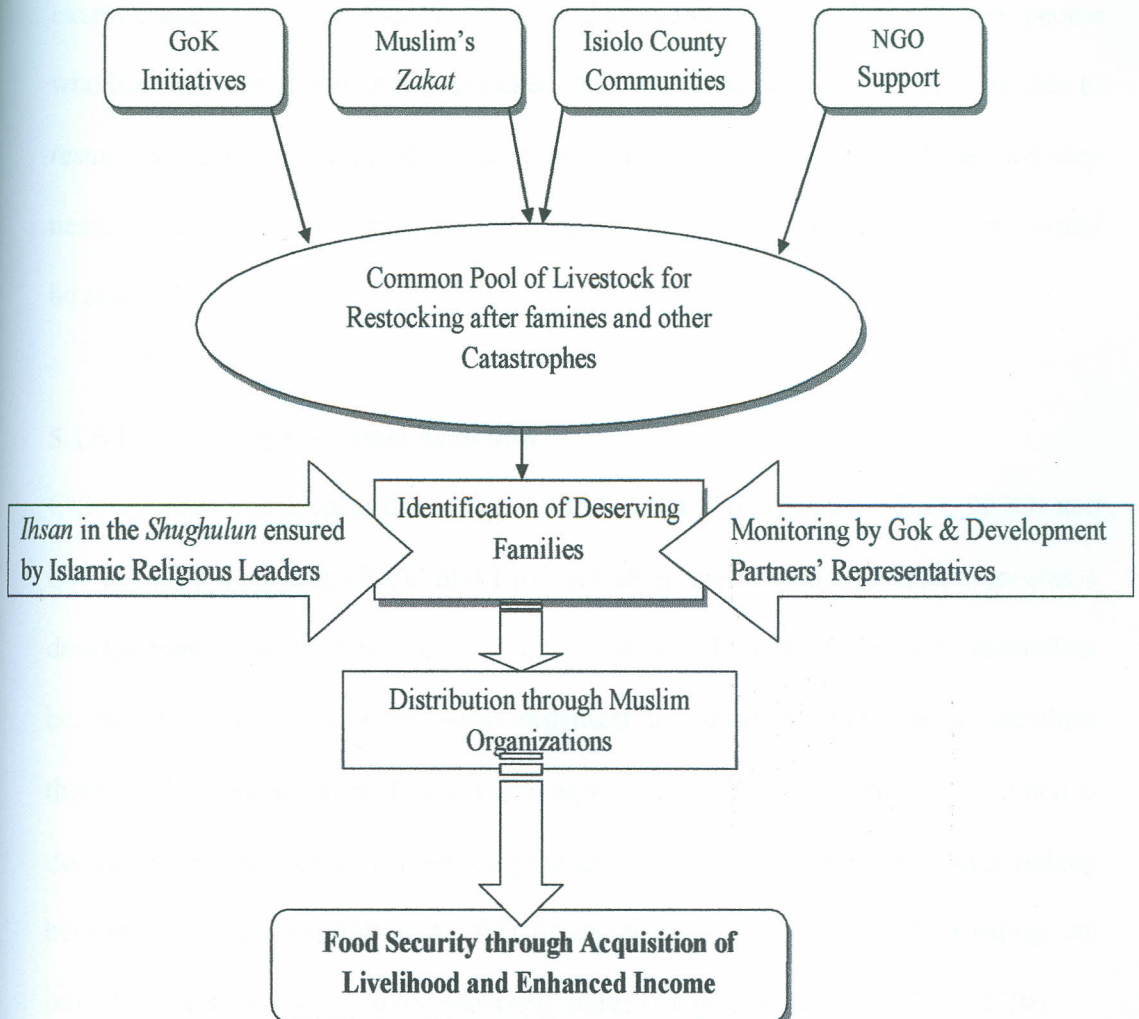 GoK
Initiatives
Muslim's
Zakat
Isiolo County
Communities
NGO
Support
Common Pool of Livestock for
Restocking after famines and other
Catastrophes
Identification of Deserving
Families
Ihsan in the Shughulun ensured
by Islamic Religious Leaders
Monitoring by Gok & Development
Partners' Representatives
Distribution through Muslim
Organizations
Food Security through Acquisition of
Livelihood and Enhanced Income